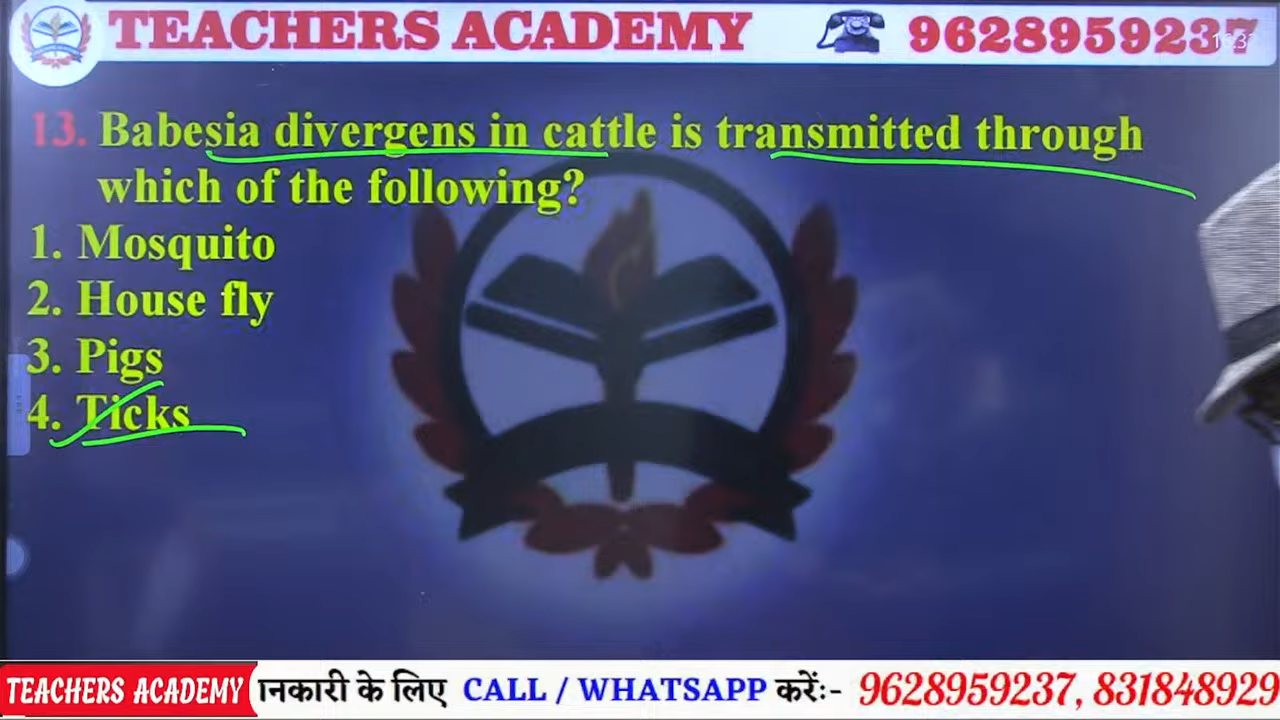 TEACHERS ACADEMY 9628959237
13. Babesia divergens in cattle is transmitted through
which of the following?
1. Mosquito
2. House fly
3. Pigs
4. Ticks
TEACHERS ACADEMY ानकारी के लिए CALL / WHATSAPP करेंः- 9628959237, 831848929